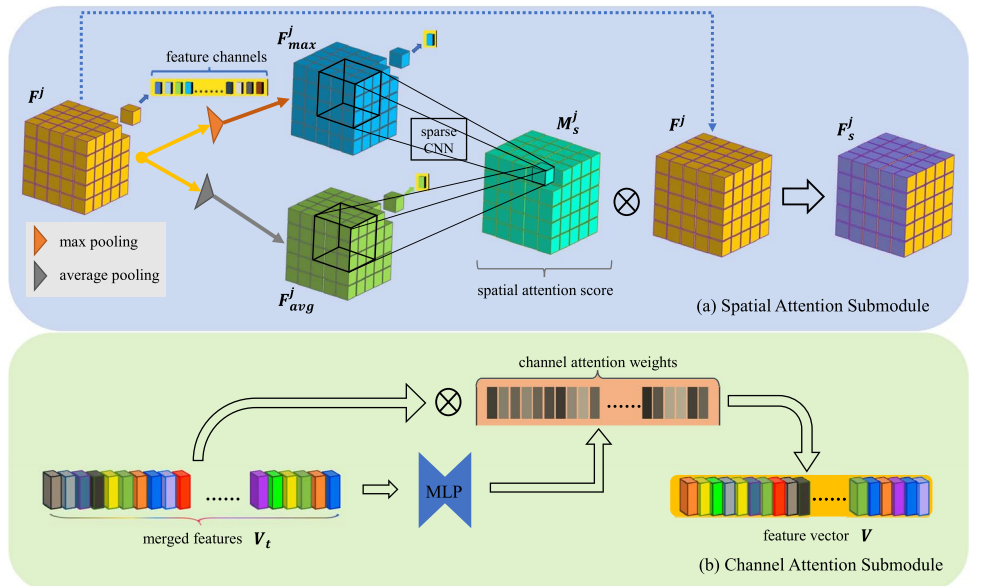 F^j_max
feature channels
F^j
sparse
CNN
M^j_s
F^j
F^j_s
max pooling
average pooling
F^j_avg
spatial attention score
(a) Spatial Attention Submodule
channel attention weights
......
MLP
......
......
merged features V_t
feature vector V
(b) Channel Attention Submodule